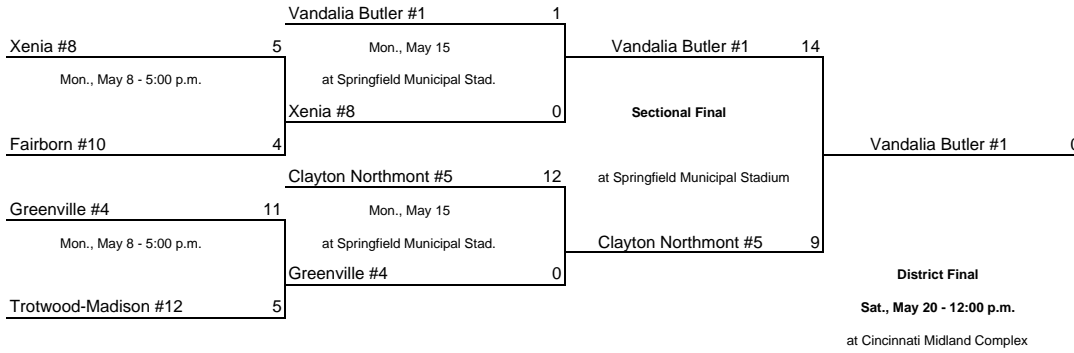 Vandalia Butler #1 1
Xenia #8 5 Mon., May 15 Vandalia Butler #1 14
Mon., May 8 - 5:00 p.m. at Springfield Municipal Stad.
Xenia #8 0 Sectional Final
Fairborn #10 4 Vandalia Butler #1
Clayton Northmont #5 12 at Springfield Municipal Stadium
Greenville #4 11 Mon., May 15
Mon., May 8 - 5:00 p.m. at Springfield Municipal Stad. Clayton Northmont #5 9
Greenville #4 0 District Final
Trotwood-Madison #12 5 Sat., May 20 - 12:00 p.m.
at Cincinnati Midland Complex